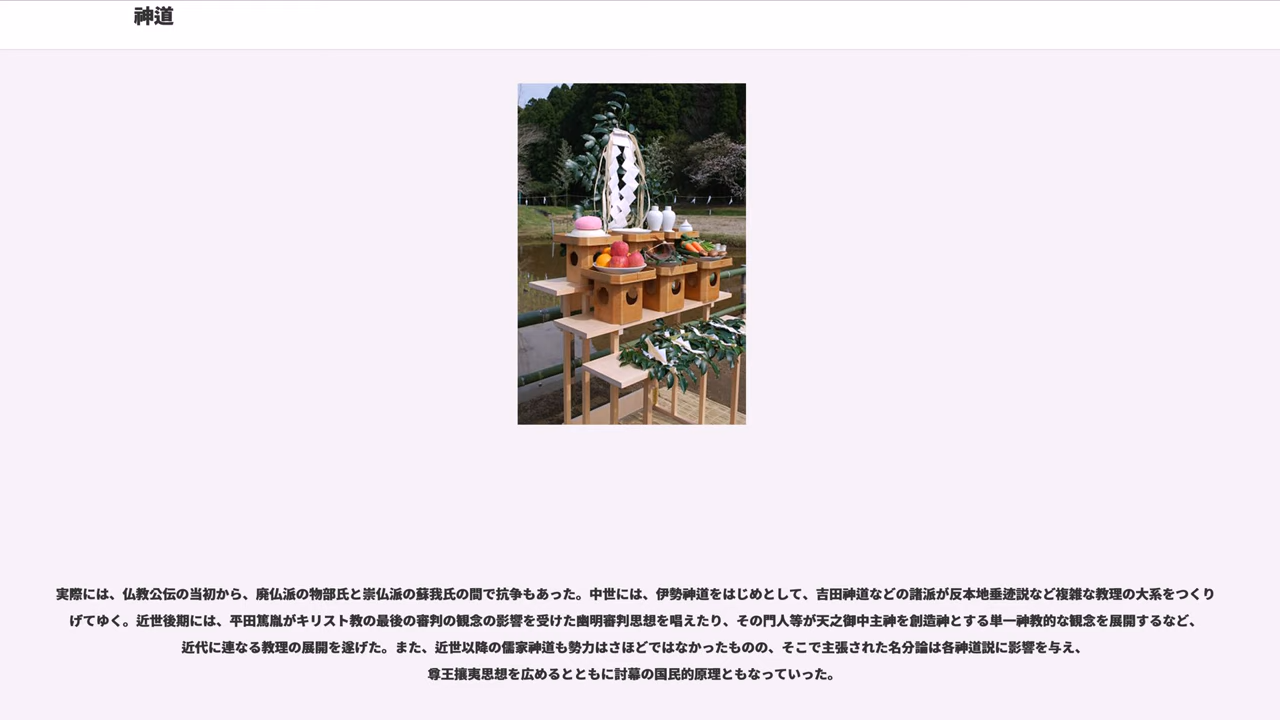 神道
実際には、仏教公伝の当初から、廃仏派の物部氏と崇仏派の蘇我氏の間で抗争もあった。中世には、伊勢神道をはじめとして、吉田神道などの諸派が反本地垂迹説など複雑な教理の大系をつくり
げてゆく。近世後期には、平田篤胤がキリスト教の最後の審判の観念の影響を受けた幽明審判思想を唱えたり、その門人等が天之御中主神を創造神とする単一神教的な観念を展開するなど、
近代に連なる教理の展開を遂げた。また、近世以降の儒家神道も勢力はさほどではなかったものの、そこで主張された名分論は各神道説に影響を与え、
尊王攘夷思想を広めるとともに討幕の国民的原理ともなっていった。